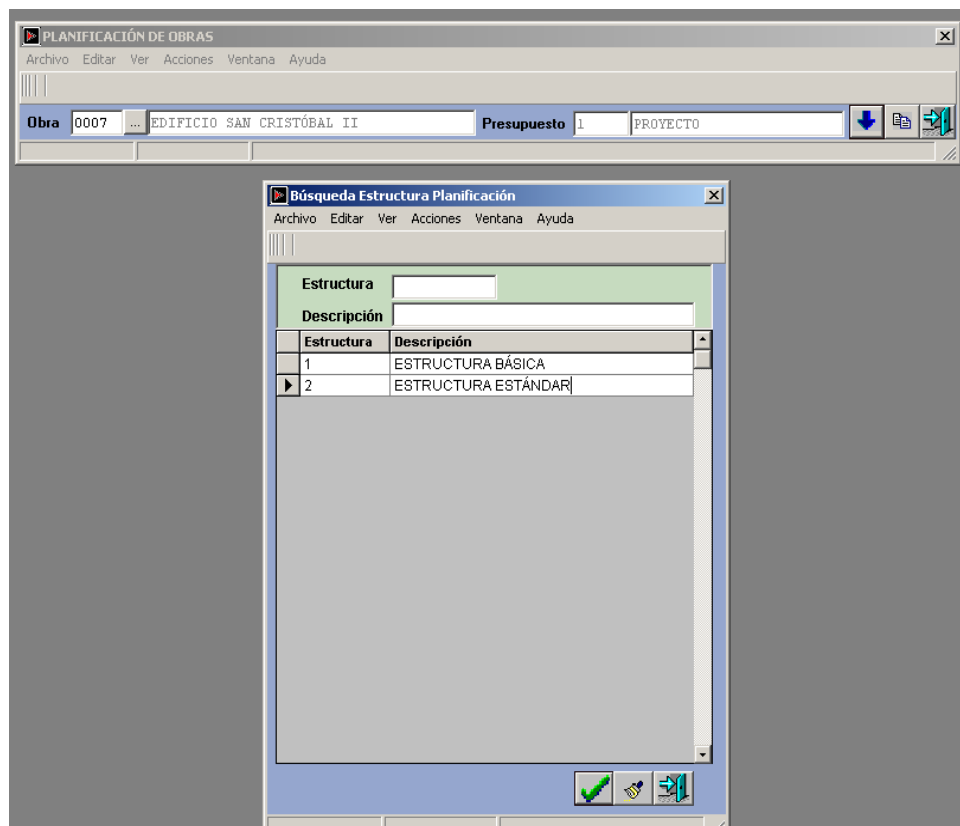 PLANIFICACIÓN DE OBRAS
Archivo Editar Ver Acciones Ventana Ayuda
Obra 0007 ... EDIFICIO SAN CRISTÓBAL II Presupuesto 1 PROYECTO
Búsqueda Estructura Planificación
Archivo Editar Ver Acciones Ventana Ayuda
Estructura
Descripción
Estructura Descripción
1 ESTRUCTURA BÁSICA
2 ESTRUCTURA ESTÁNDAR